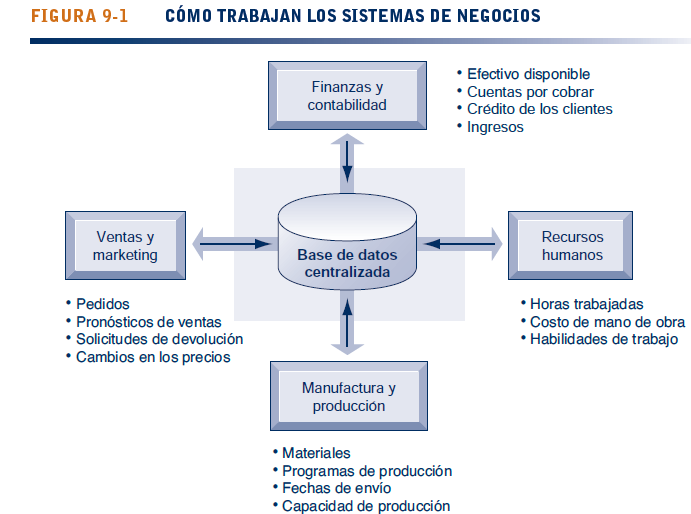 FIGURA 9-1 CÓMO TRABAJAN LOS SISTEMAS DE NEGOCIOS
Finanzas y
contabilidad
• Efectivo disponible
• Cuentas por cobrar
• Crédito de los clientes
• Ingresos
Ventas y
marketing
Base de datos
centralizada
Recursos
humanos
• Pedidos
• Pronósticos de ventas
• Solicitudes de devolución
• Cambios en los precios
• Horas trabajadas
• Costo de mano de obra
• Habilidades de trabajo
Manufactura y
producción
• Materiales
• Programas de producción
• Fechas de envío
• Capacidad de producción